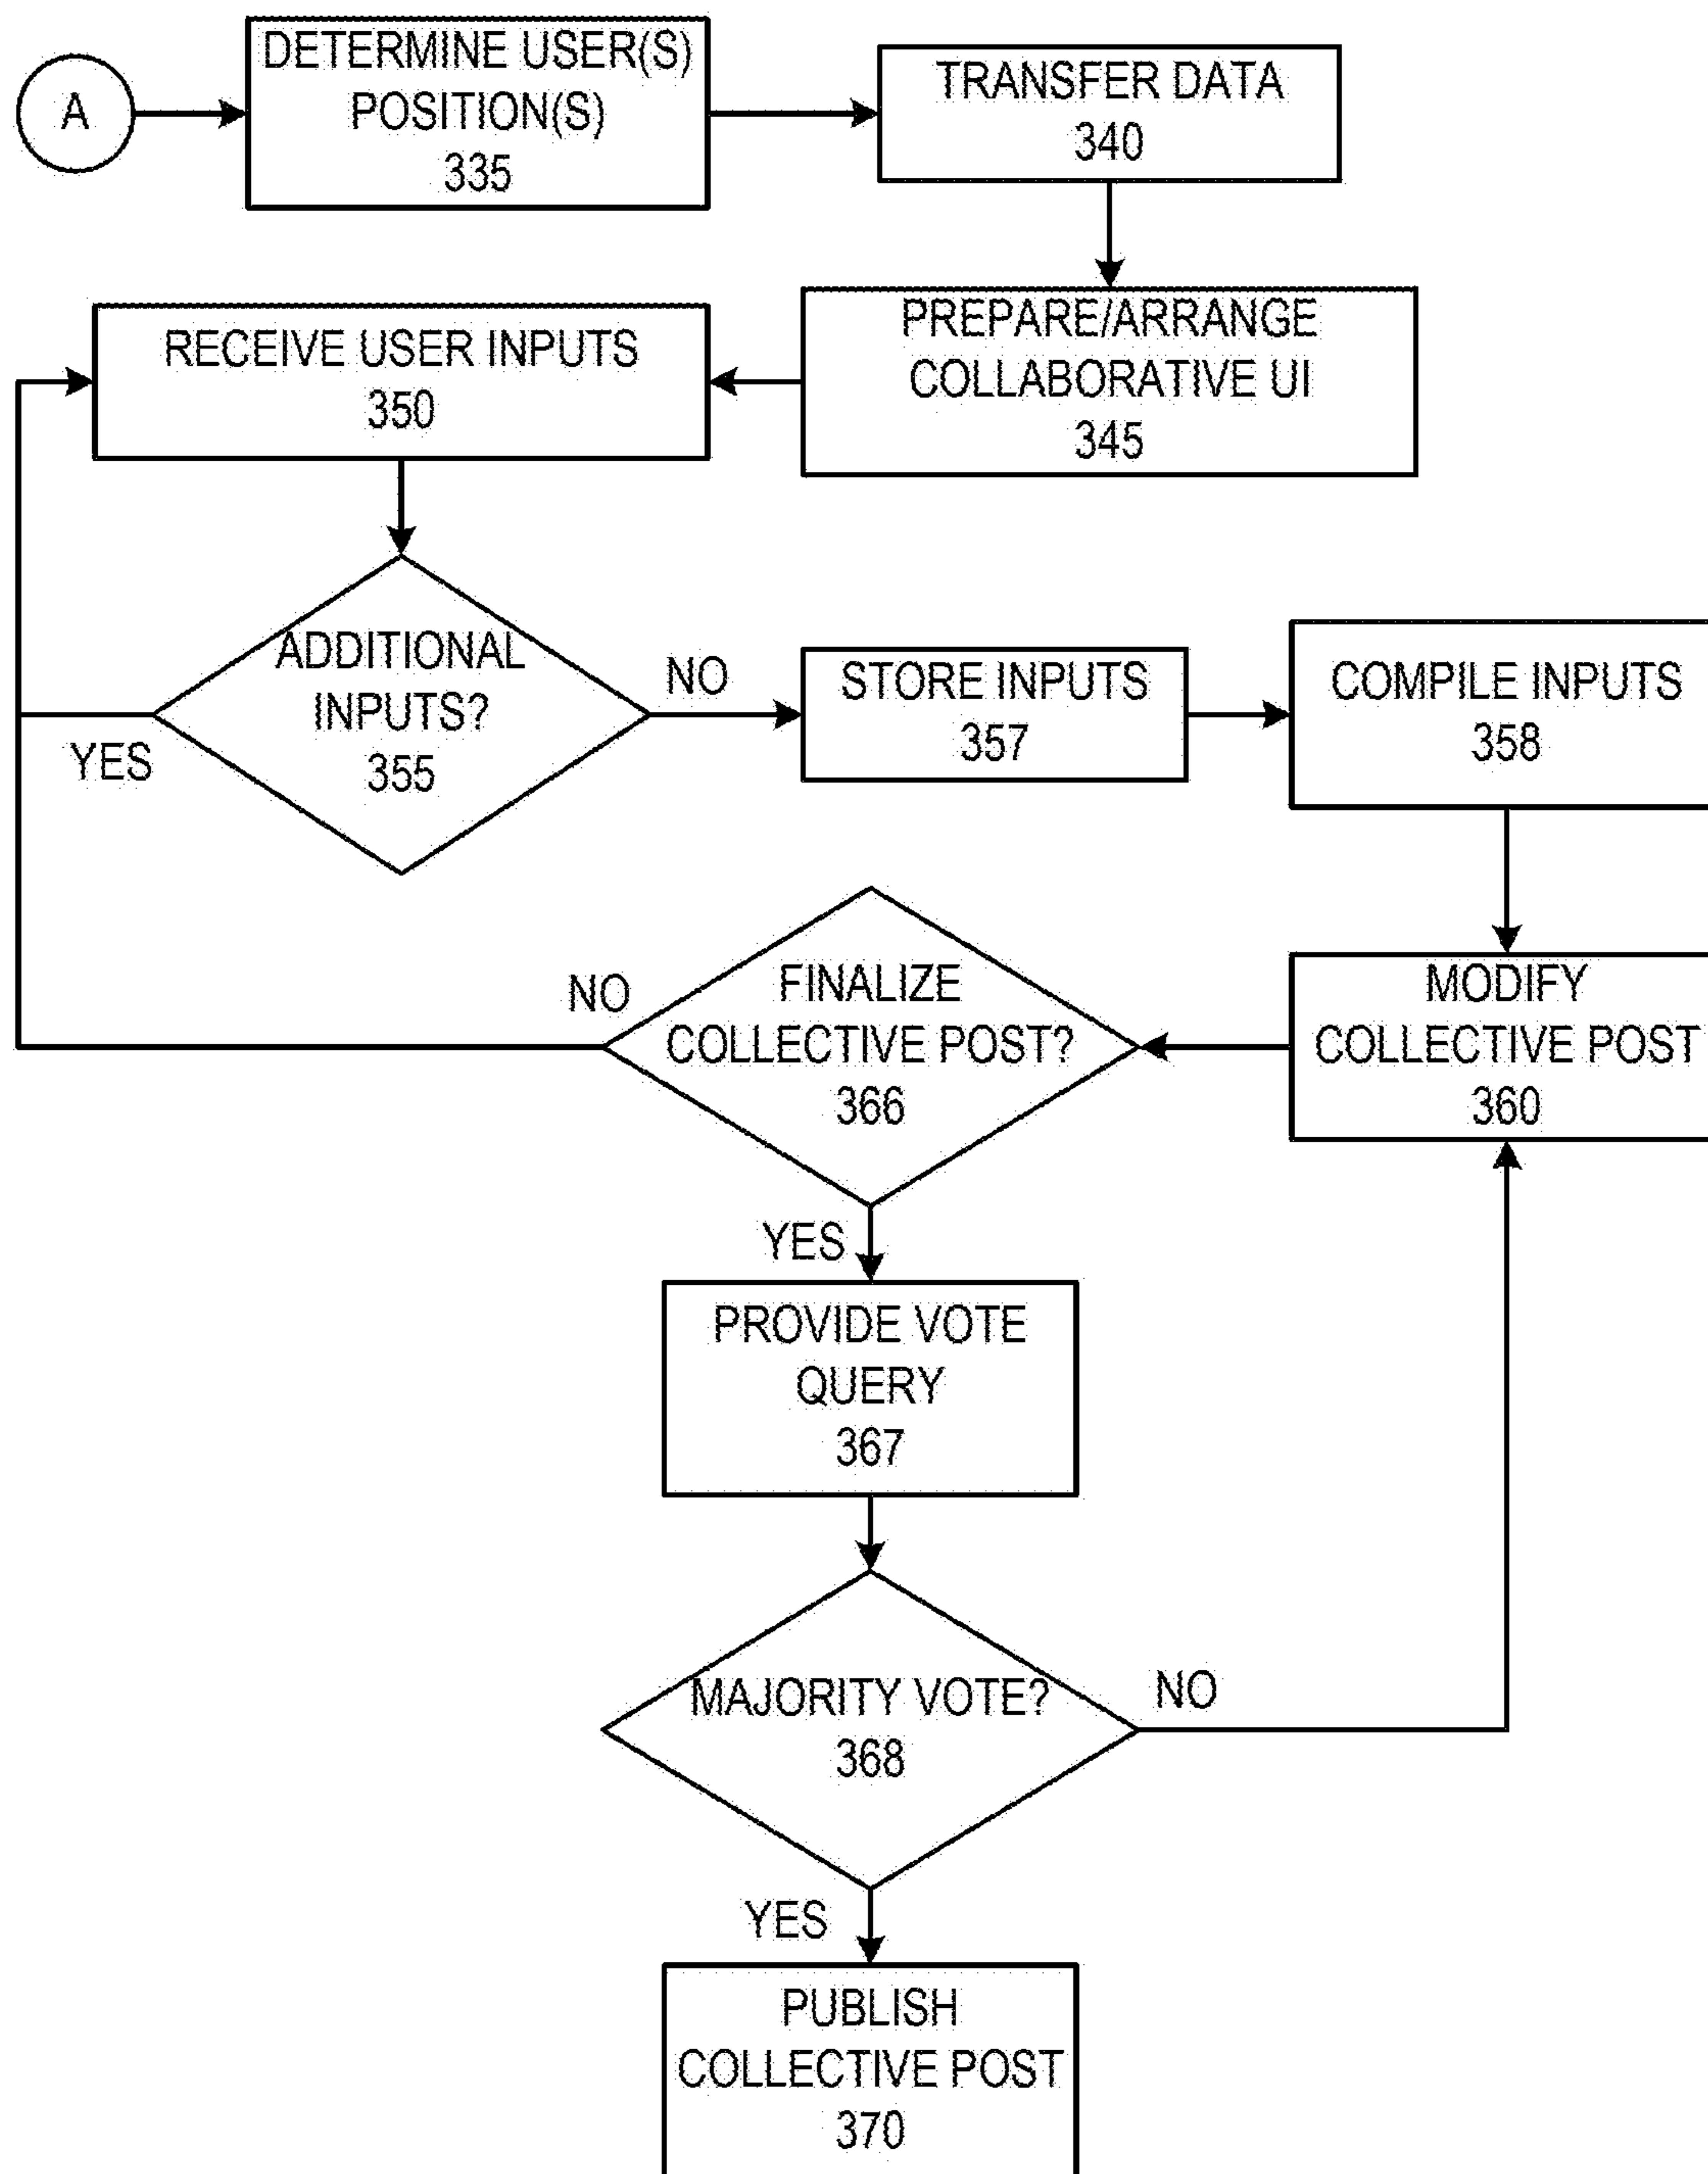 A
DETERMINE USER(S)
POSITION(S)
335
TRANSFER DATA
340
PREPARE/ARRANGE
COLLABORATIVE UI
345
RECEIVE USER INPUTS
350
ADDITIONAL
INPUTS?
355
YES
NO
STORE INPUTS
357
COMPILE INPUTS
358
MODIFY
COLLECTIVE POST
360
FINALIZE
COLLECTIVE POST?
366
NO
YES
PROVIDE VOTE
QUERY
367
MAJORITY VOTE?
368
NO
YES
PUBLISH
COLLECTIVE POST
370